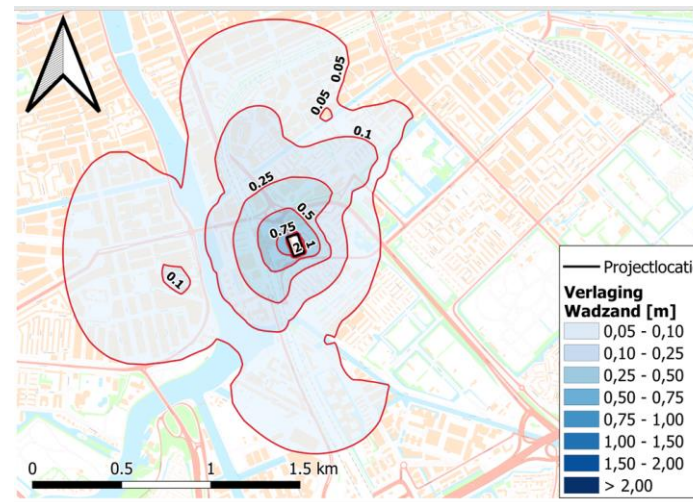 0.05
0.05
0.1
0.25
0.5
0.75
1
2
0.1
Projectlocati
Verlaging
Wadzand [m]
0,05 - 0,10
0,10 - 0,25
0,25 - 0,50
0,50 - 0,75
0,75 - 1,00
1,00 - 1,50
1,50 - 2,00
> 2,00
0 0.5 1 1.5 km